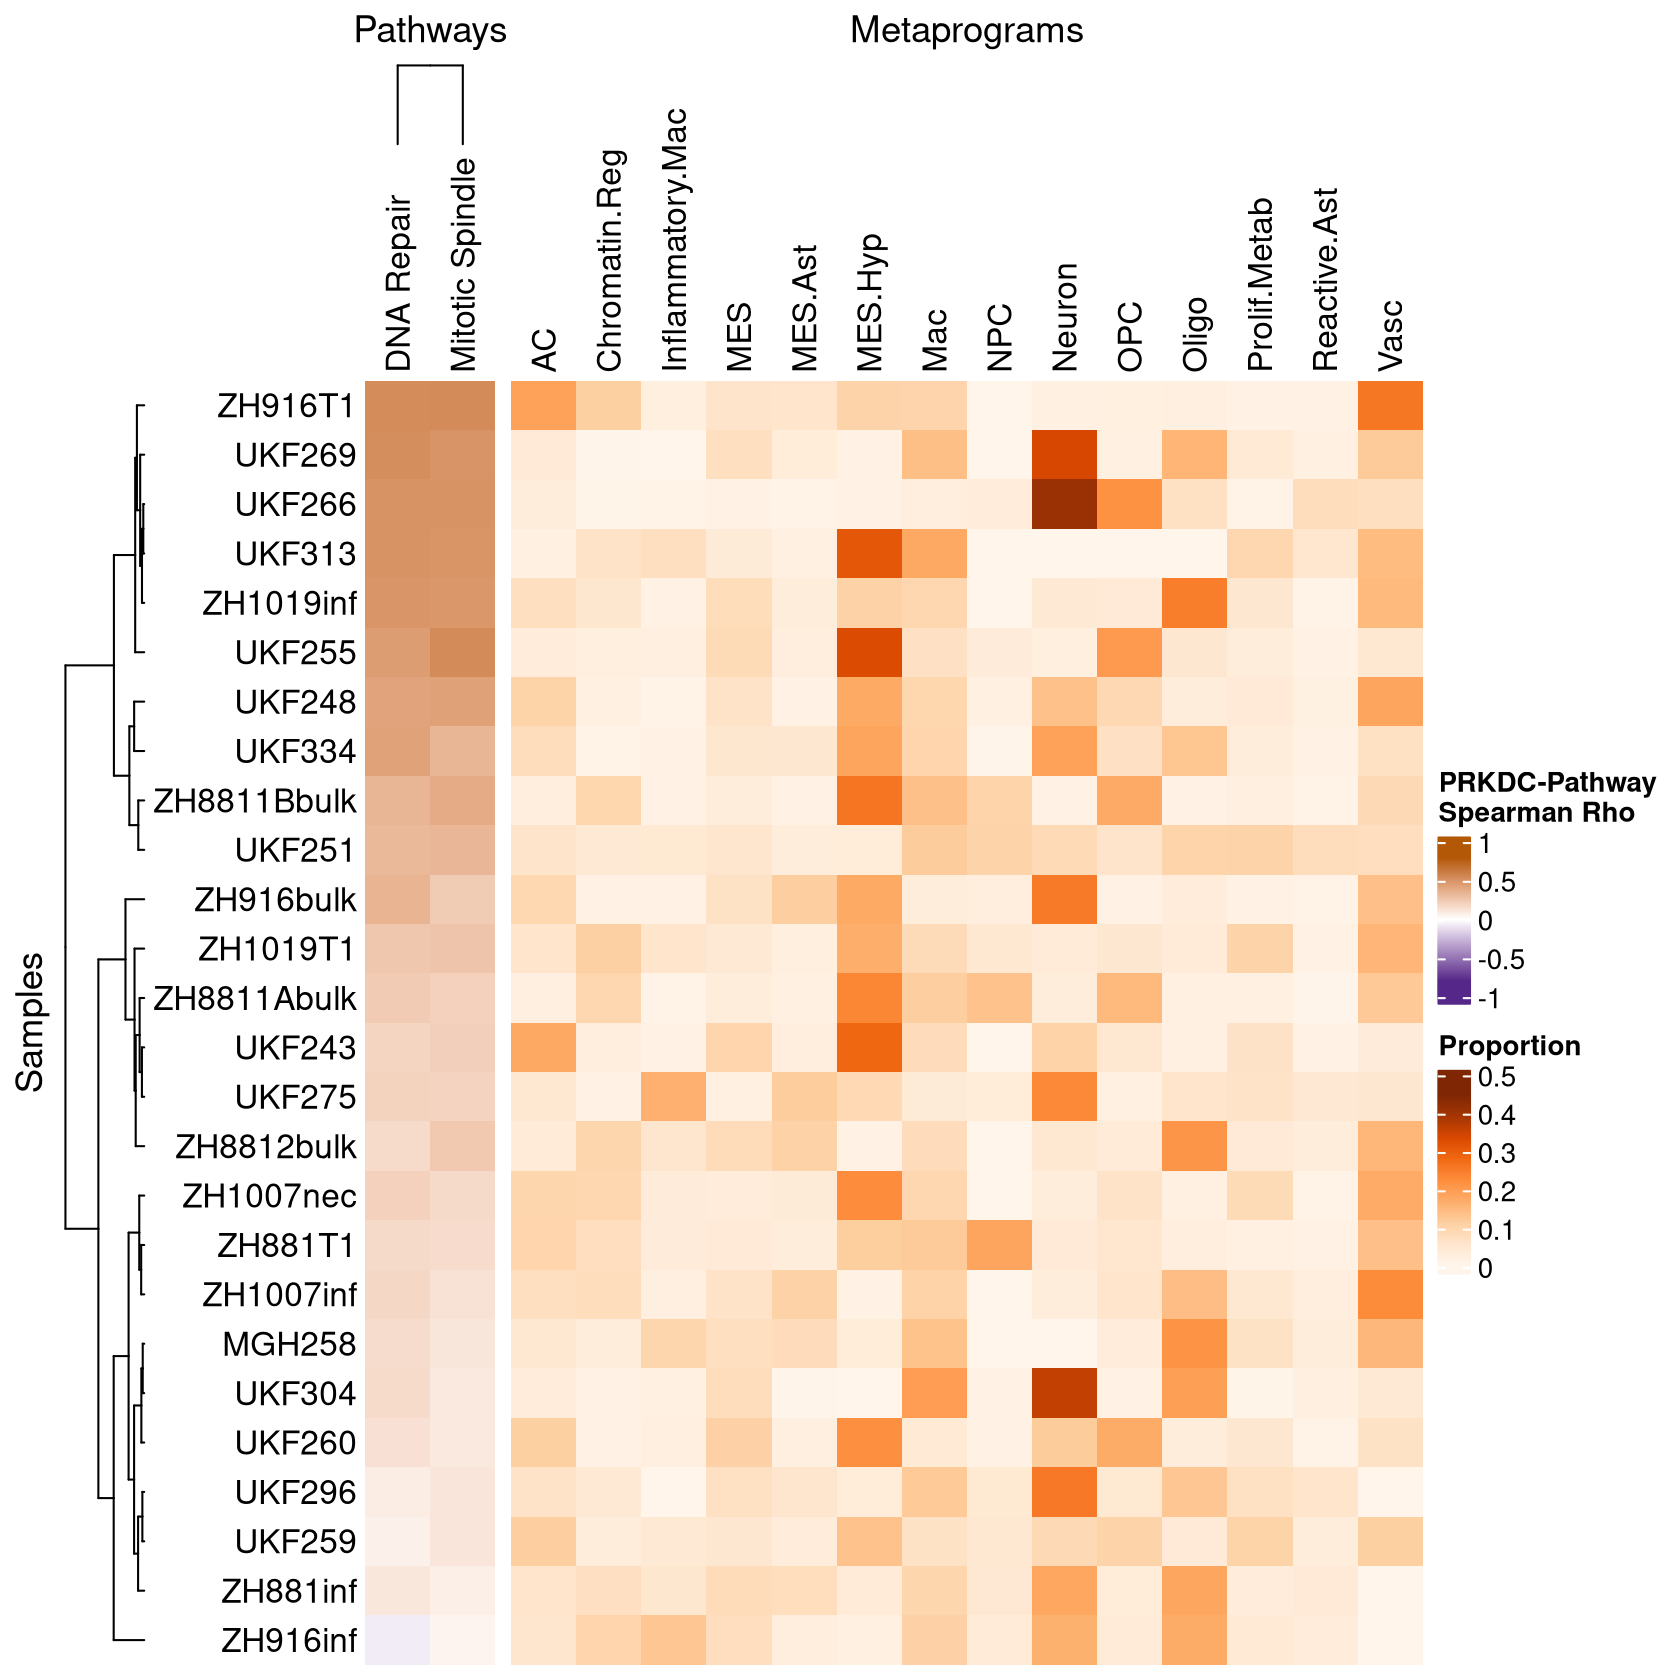 Pathways
Metaprograms
DNA Repair
Mitotic Spindle
AC
Chromatin.Reg
Inflammatory.Mac
MES
MES.Ast
MES.Hyp
Mac
NPC
Neuron
OPC
Oligo
Prolif.Metab
Reactive.Ast
Vasc
Samples
ZH916T1
UKF269
UKF266
UKF313
ZH1019inf
UKF255
UKF248
UKF334
ZH8811Bbulk
UKF251
ZH916bulk
ZH1019T1
ZH8811Abulk
UKF243
UKF275
ZH8812bulk
ZH1007nec
ZH881T1
ZH1007inf
MGH258
UKF304
UKF260
UKF296
UKF259
ZH881inf
ZH916inf
PRKDC-Pathway
Spearman Rho
1
0.5
0
-0.5
-1
Proportion
0.5
0.4
0.3
0.2
0.1
0